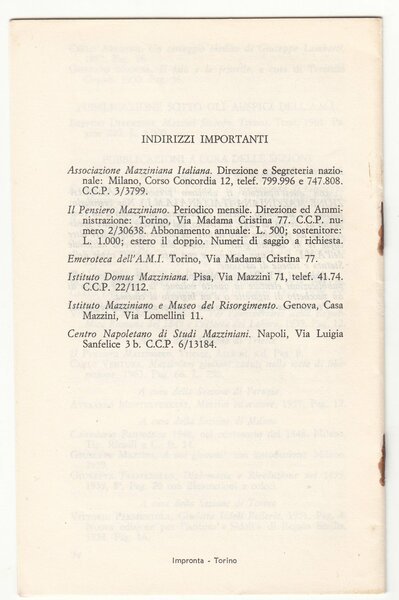 INDIRIZZI IMPORTANTI
Associazione Mazziniana Italiana. Direzione e Segreteria nazio-
nale: Milano, Corso Concordia 12, telef. 799.996 e 747.808.
C.C.P. 3/3799.
Il Pensiero Mazziniano. Periodico mensile. Direzione ed Ammi-
nistrazione: Torino, Via Madama Cristina 77. C.C.P. nu-
mero 2/30638. Abbonamento annuale: L. 500; sostenitore:
L. 1.000; estero il doppio. Numeri di saggio a richiesta.
Emeroteca dell'A.M.I. Torino, Via Madama Cristina 77.
Istituto Domus Mazziniana. Pisa, Via Mazzini 71, telef. 41.74.
C.C.P. 22/112.
Istituto Mazziniano e Museo del Risorgimento. Genova, Casa
Mazzini, Via Lomellini 11.
Centro Napoletano di Studi Mazziniani. Napoli, Via Luigia
Sanfelice 3 b. C.C.P. 6/13184.
Impronta - Torino